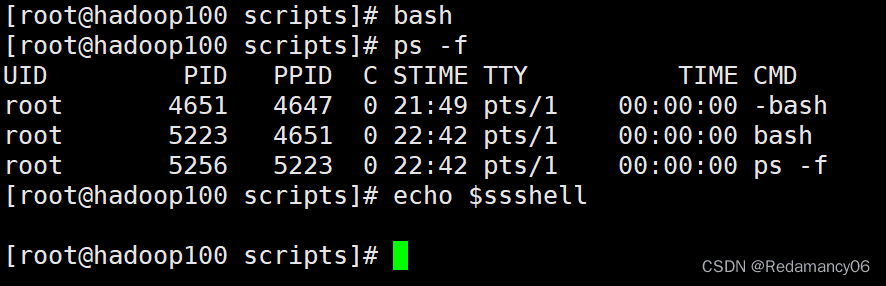 [root@hadoop100 scripts]# bash
[root@hadoop100 scripts]# ps -f
UID         PID   PPID  C STIME TTY          TIME CMD
root       4651   4647  0 21:49 pts/1    00:00:00 -bash
root       5223   4651  0 22:42 pts/1    00:00:00 bash
root       5256   5223  0 22:42 pts/1    00:00:00 ps -f
[root@hadoop100 scripts]# echo $ssshell
[root@hadoop100 scripts]#
CSDN @Redamancy06